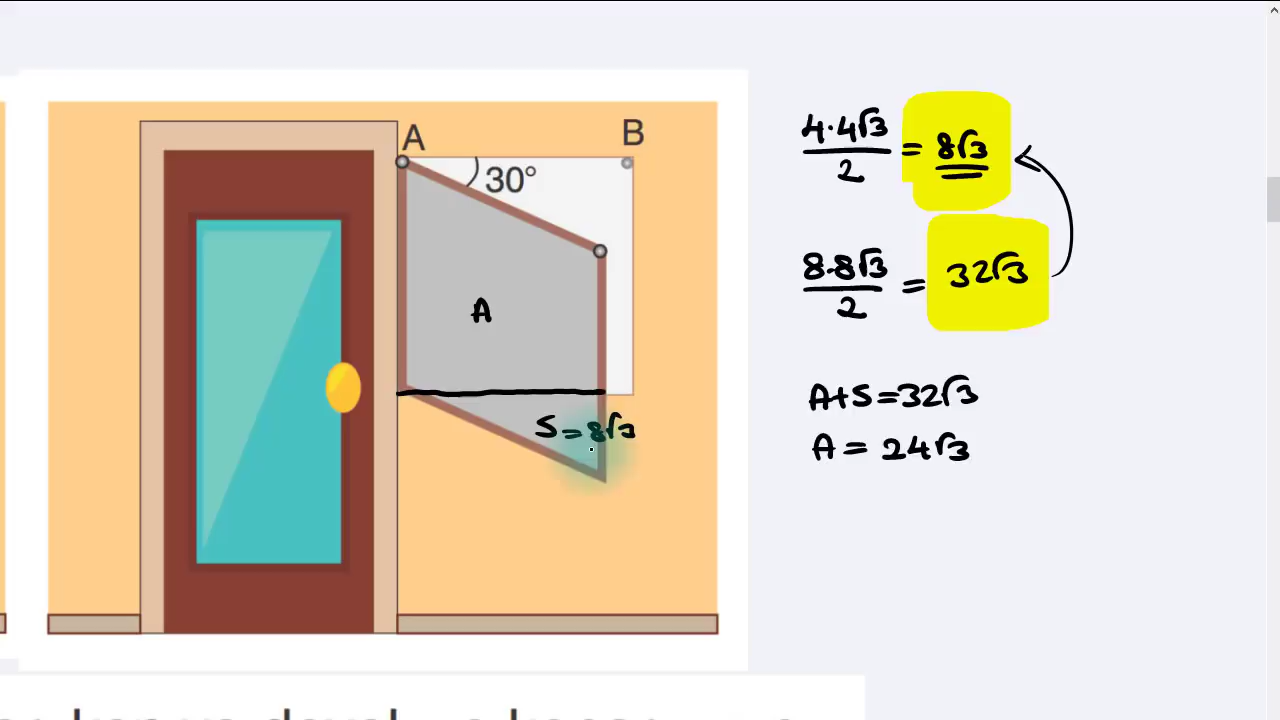 A
B
30°
A
S = 8√3
4·4√3 / 2 = 8√3
8·8√3 / 2 = 32√3
A+S = 32√3
A = 24√3